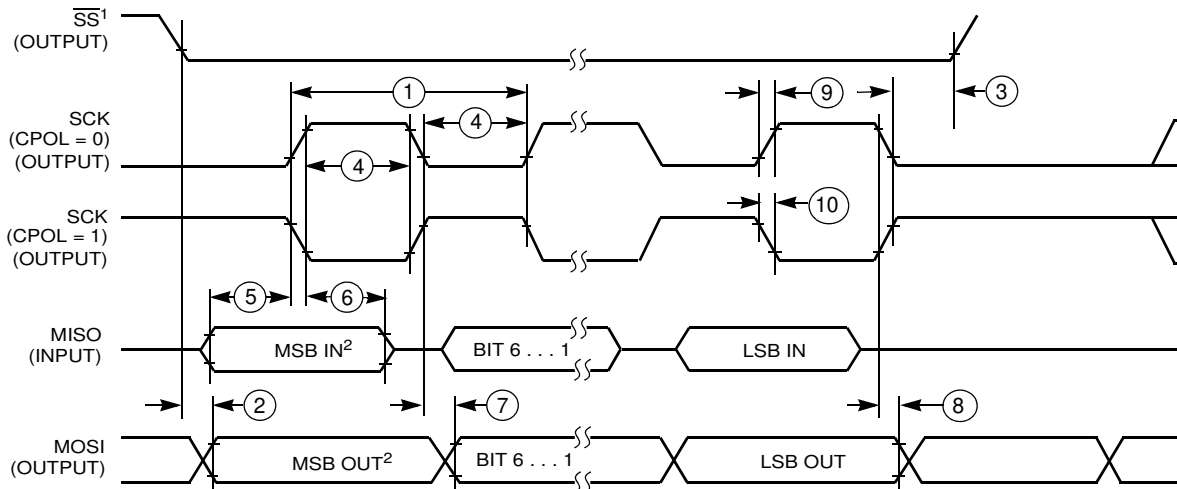 SS¹
(OUTPUT)
1
9
3
SCK
(CPOL = 0)
(OUTPUT)
4
4
SCK
(CPOL = 1)
(OUTPUT)
10
5
6
MISO
(INPUT)
MSB IN²
BIT 6 . . . 1
LSB IN
2
7
8
MOSI
(OUTPUT)
MSB OUT²
BIT 6 . . . 1
LSB OUT